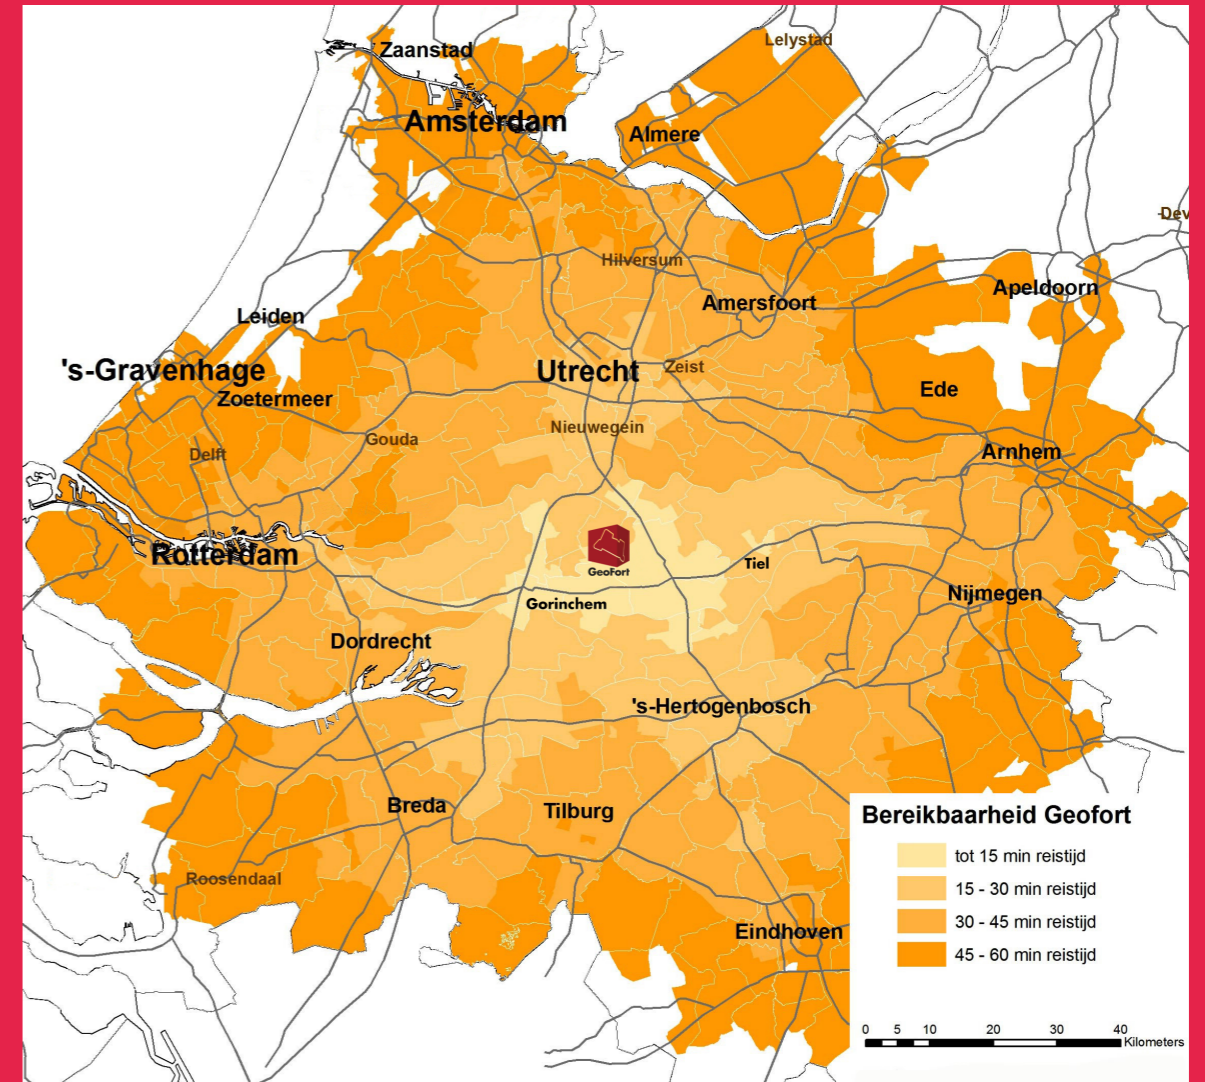 Lelystad
Zaanstad
Amsterdam
Almere
Dev
Hilversum
Apeldoorn
Amersfoort
Leiden
's-Gravenhage
Utrecht
Zeist
Ede
Zoetermeer
Nieuwegein
Gouda
Delft
Arnhem
Rotterdam
Tiel
GeoFort
Nijmegen
Gorinchem
Dordrecht
's-Hertogenbosch
Breda
Tilburg
Roosendaal
Eindhoven
Bereikbaarheid Geofort
tot 15 min reistijd
15 - 30 min reistijd
30 - 45 min reistijd
45 - 60 min reistijd
0 5 10 20 30 40
Kilometers